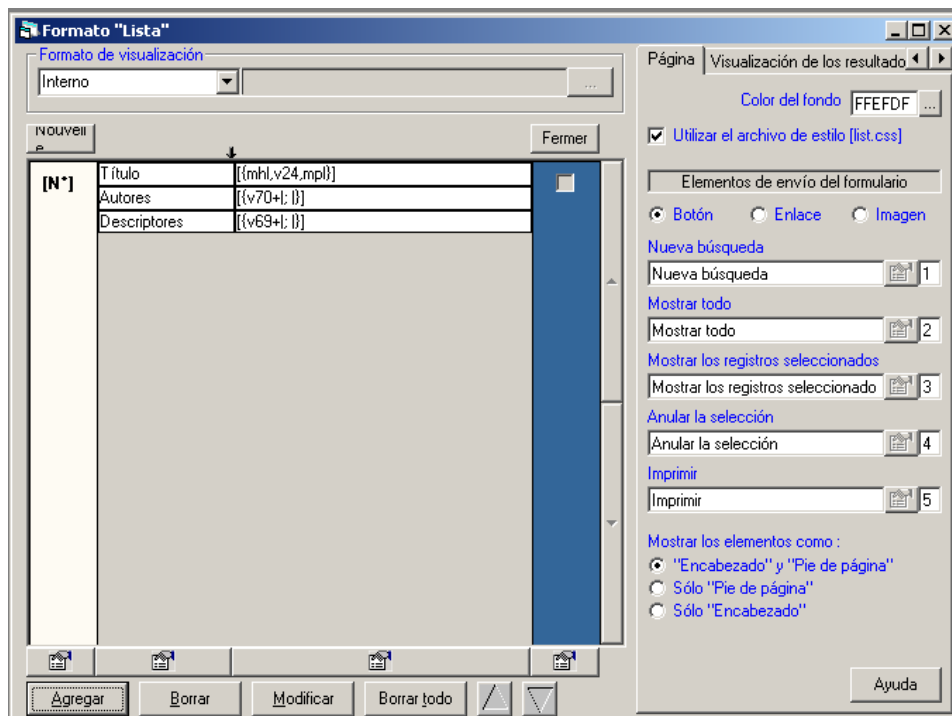 Formato "Lista"
Formato de visualización
Interno
...
Nouvell
e
Fermer
[N°]
Título
[{mhl,v24,mpl}]
Autores
[{v70+|; |}]
Descriptores
[{v69+|; |}]
Agregar
Borrar
Modificar
Borrar todo
Página
Visualización de los resultado
Color del fondo
FFEFDF
...
Utilizar el archivo de estilo [list.css]
Elementos de envío del formulario
Botón
Enlace
Imagen
Nueva búsqueda
Nueva búsqueda
1
Mostrar todo
Mostrar todo
2
Mostrar los registros seleccionados
Mostrar los registros seleccionado
3
Anular la selección
Anular la selección
4
Imprimir
Imprimir
5
Mostrar los elementos como :
"Encabezado" y "Pie de página"
Sólo "Pie de página"
Sólo "Encabezado"
Ayuda